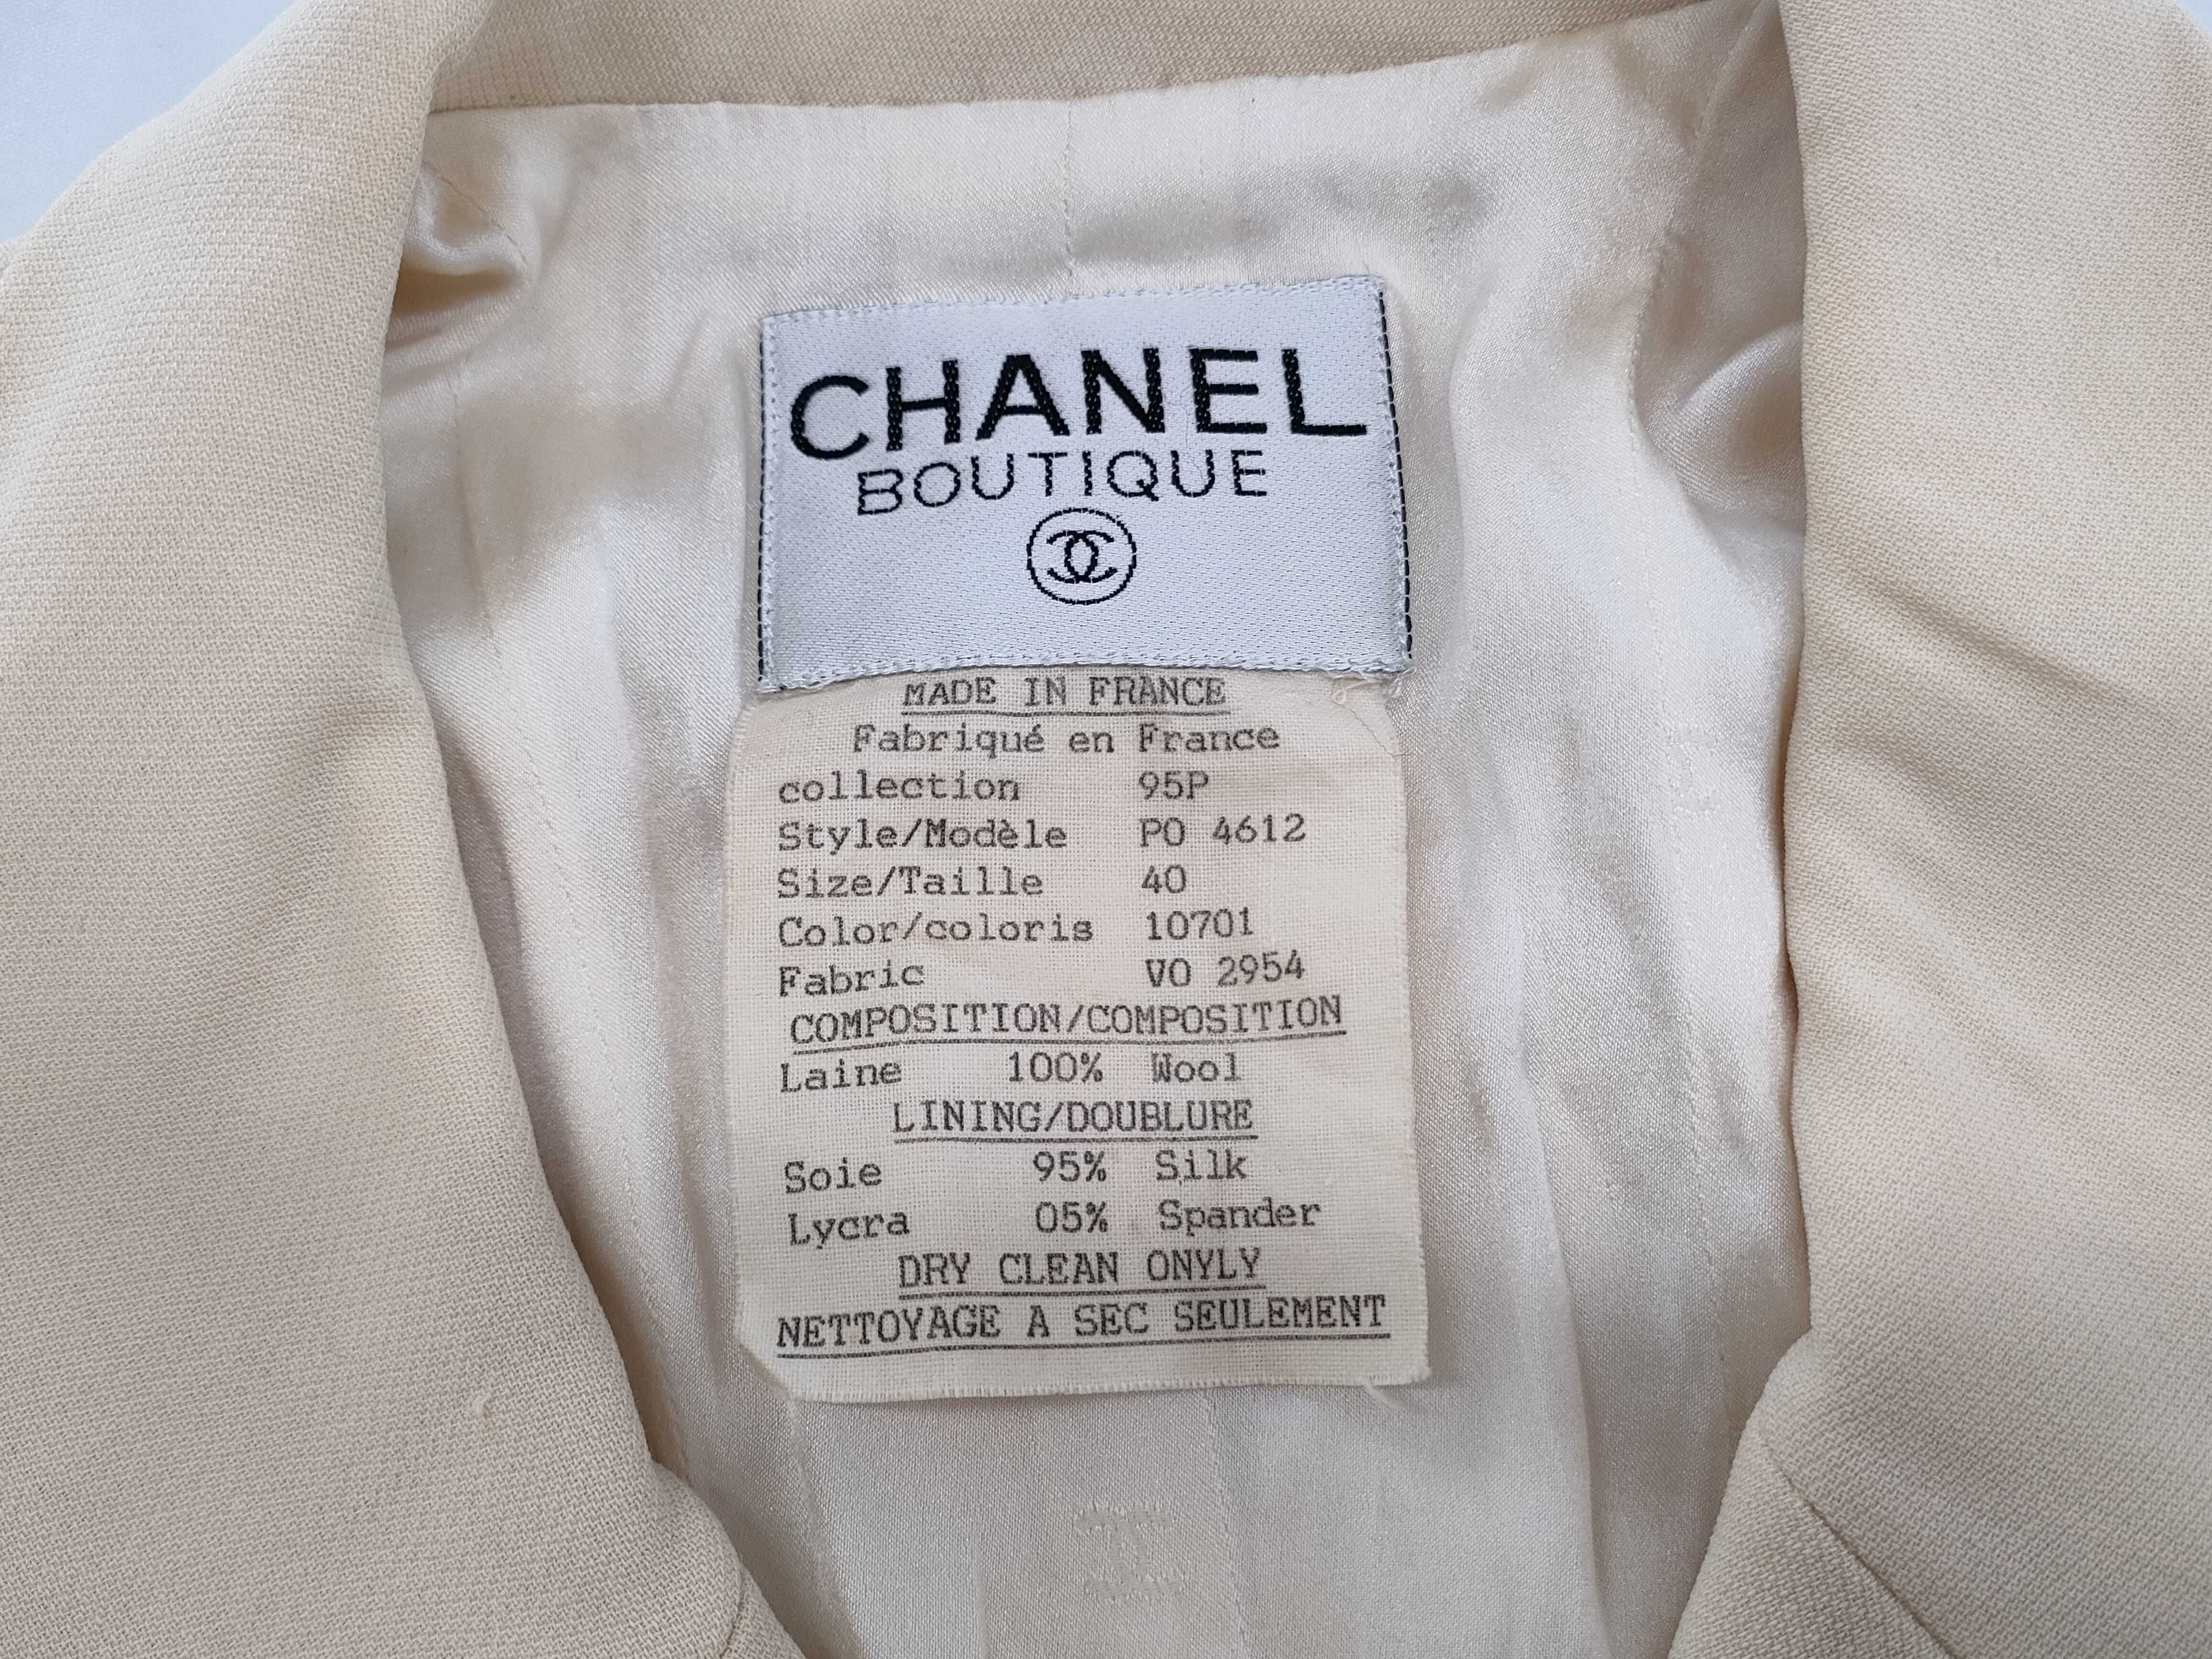 CHANEL
BOUTIQUE
MADE IN FRANCE
Fabriqué en France
collection 95P
Style/Modèle PO 4612
Size/Taille 40
Color/coloris 10701
Fabric VO 2954
COMPOSITION/COMPOSITION
Laine 100% Wool
LINING/DOUBLURE
Soie 95% Silk
Lycra 05% Spander
DRY CLEAN ONYLY
NETTOYAGE A SEC SEULEMENT